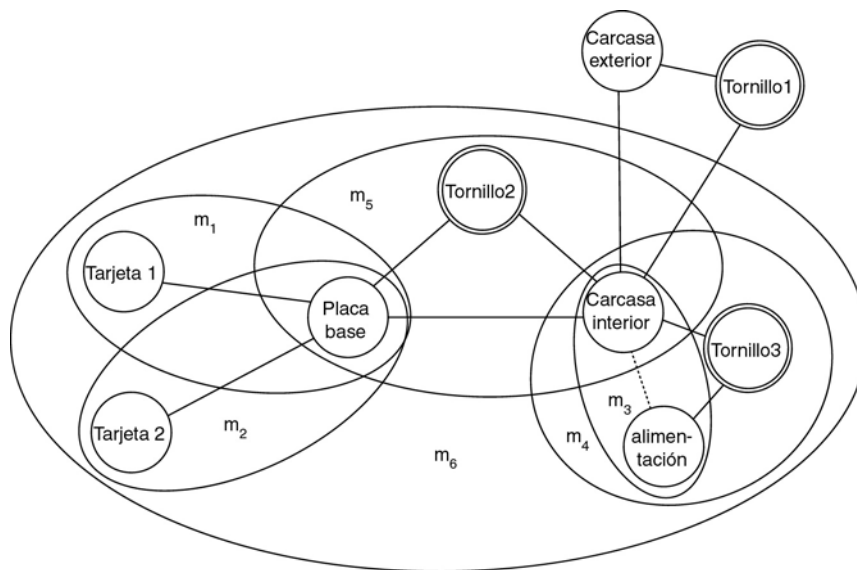 Carcasa
exterior
Tornillo1
m5
Tornillo2
m1
Tarjeta 1
Placa
base
Carcasa
interior
Tornillo3
m3
Tarjeta 2
m2
m4
alimen-
tación
m6